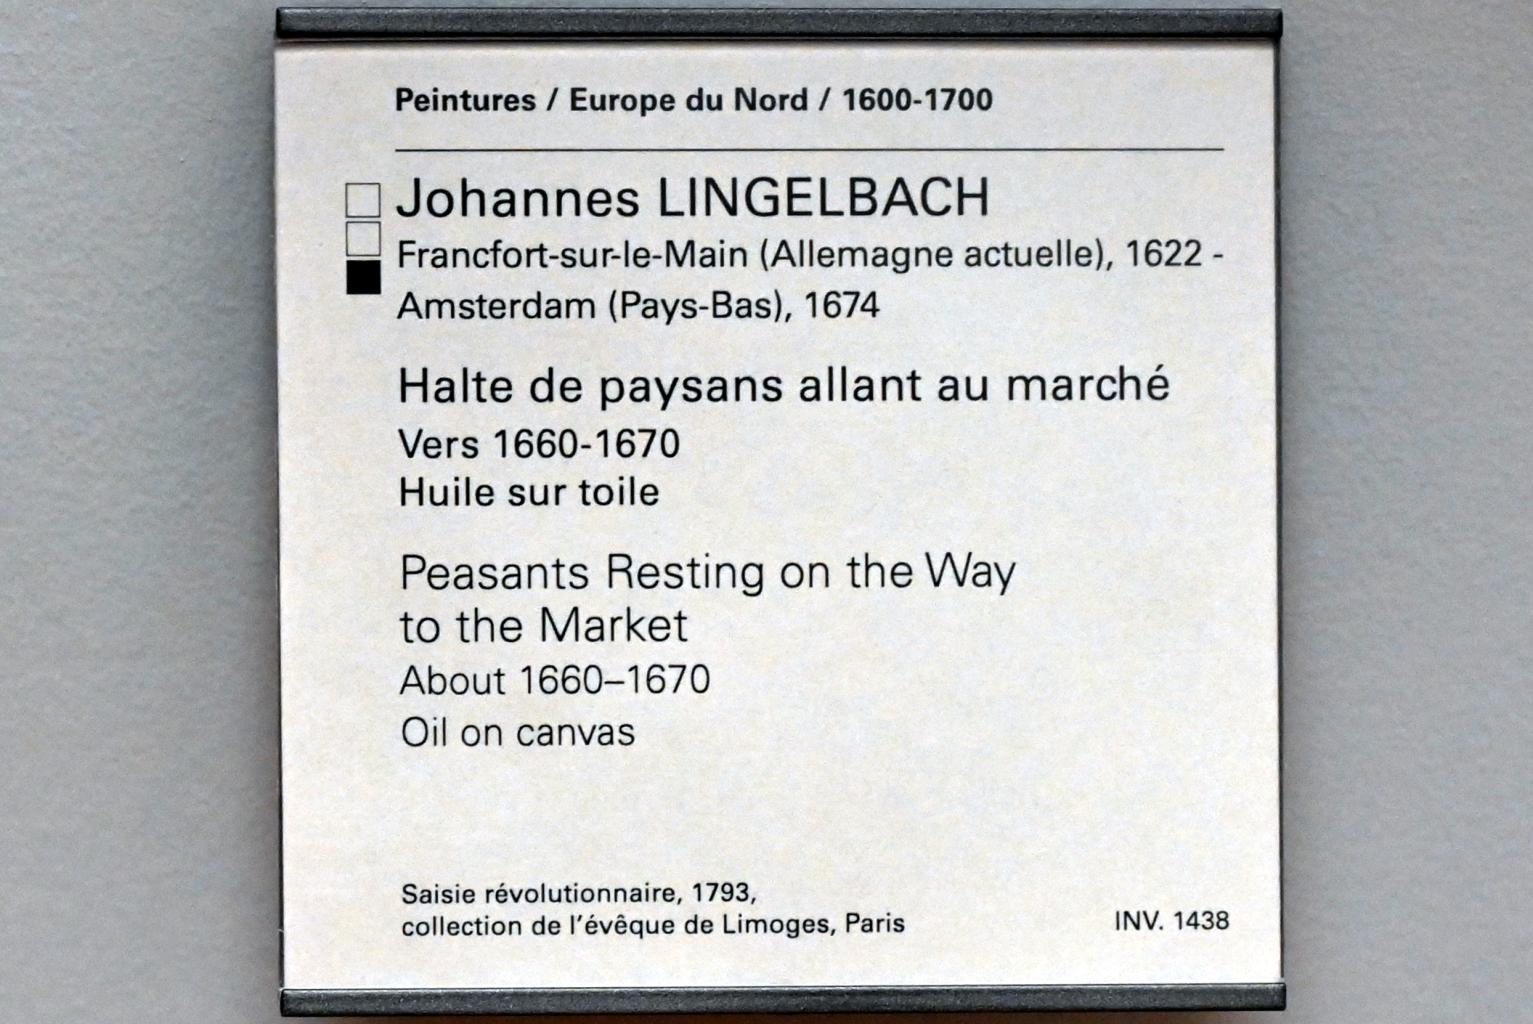 Peintures / Europe du Nord / 1600-1700
Johannes LINGELBACH
Francfort-sur-le-Main (Allemagne actuelle), 1622 -
Amsterdam (Pays-Bas), 1674
Halte de paysans allant au marché
Vers 1660-1670
Huile sur toile
Peasants Resting on the Way
to the Market
About 1660–1670
Oil on canvas
Saisie révolutionnaire, 1793,
collection de l'évêque de Limoges, Paris
INV. 1438